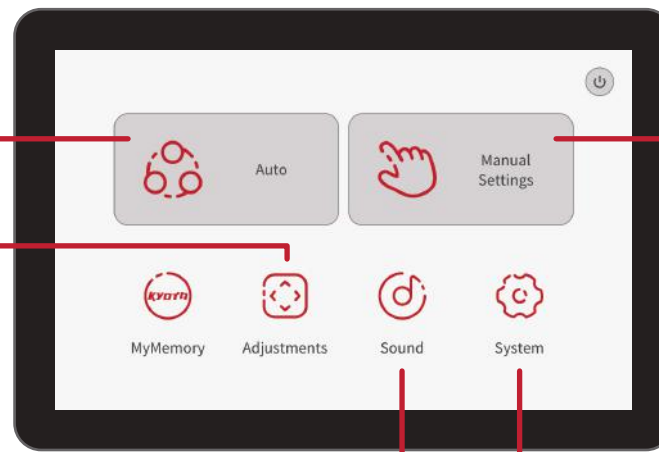 Auto
Manual
Settings
KYOTA
MyMemory
Adjustments
Sound
System